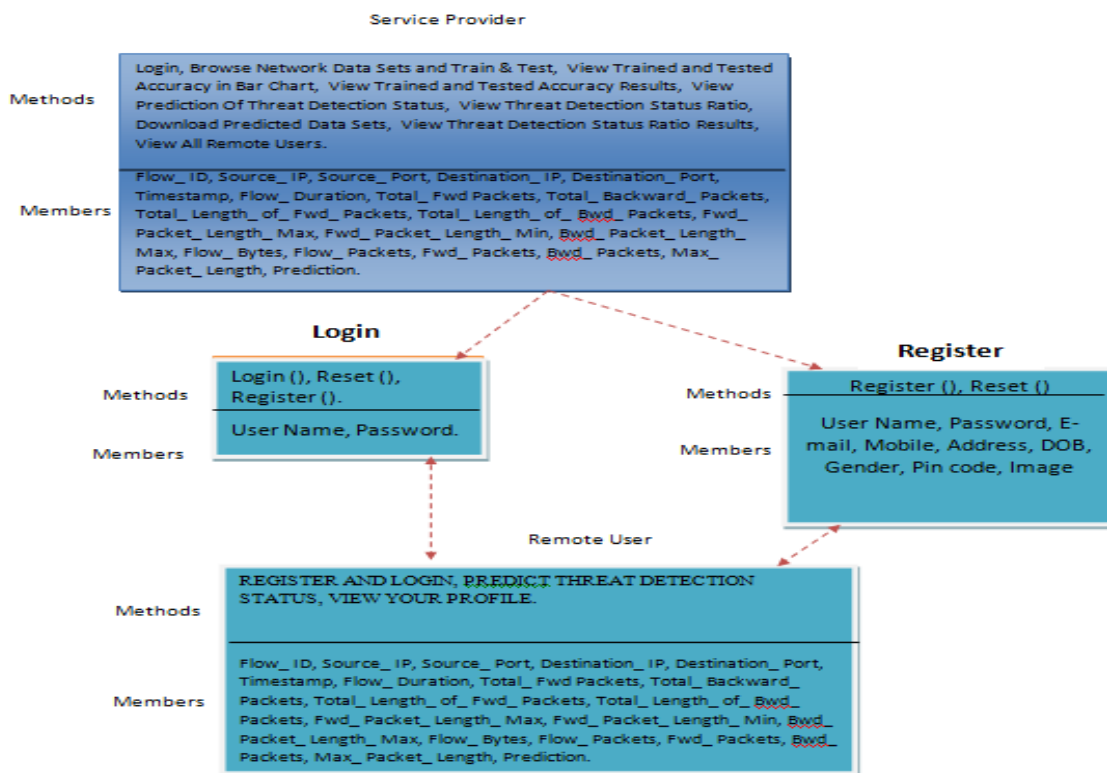 Service Provider
Methods
Login, Browse Network Data Sets and Train & Test, View Trained and Tested
Accuracy in Bar Chart, View Trained and Tested Accuracy Results, View
Prediction Of Threat Detection Status, View Threat Detection Status Ratio,
Download Predicted Data Sets, View Threat Detection Status Ratio Results,
View All Remote Users.
Members
Flow_ ID, Source_ IP, Source_ Port, Destination_ IP, Destination_ Port,
Timestamp, Flow_ Duration, Total_ Fwd Packets, Total_ Backward_ Packets,
Total_ Length_ of_ Fwd_ Packets, Total_ Length_ of_ Bwd_ Packets, Fwd_
Packet_ Length_ Max, Fwd_ Packet_ Length_ Min, Bwd_ Packet_ Length_
Max, Flow_ Bytes, Flow_ Packets, Fwd_ Packets, Bwd_ Packets, Max_
Packet_ Length, Prediction.
Login
Methods
Login (), Reset (),
Register ().
Members
User Name, Password.
Register
Methods
Register (), Reset ()
Members
User Name, Password, E-
mail, Mobile, Address, DOB,
Gender, Pin code, Image
Remote User
Methods
REGISTER AND LOGIN, PREDICT THREAT DETECTION
STATUS, VIEW YOUR PROFILE.
Members
Flow_ ID, Source_ IP, Source_ Port, Destination_ IP, Destination_ Port,
Timestamp, Flow_ Duration, Total_ Fwd Packets, Total_ Backward_
Packets, Total_ Length_ of_ Fwd_ Packets, Total_ Length_ of_ Bwd_
Packets, Fwd_ Packet_ Length_ Max, Fwd_ Packet_ Length_ Min, Bwd_
Packet_ Length_ Max, Flow_ Bytes, Flow_ Packets, Fwd_ Packets, Bwd_
Packets, Max_ Packet_ Length, Prediction.